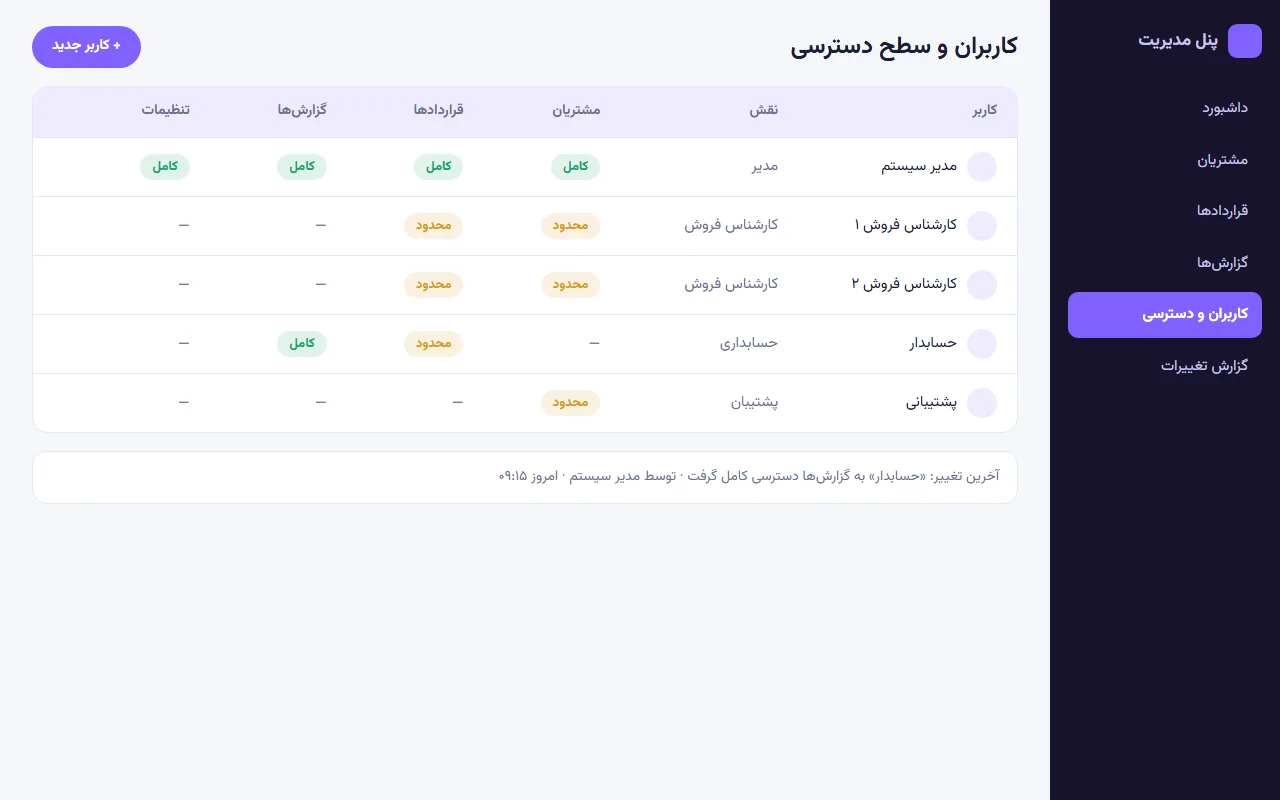 پنل مدیریت
داشبورد
مشتریان
قراردادها
گزارش‌ها
کاربران و دسترسی
گزارش تغییرات
کاربران و سطح دسترسی
+ کاربر جدید
کاربر نقش مشتریان قراردادها گزارش‌ها تنظیمات
مدیر سیستم مدیر کامل کامل کامل کامل
کارشناس فروش ۱ کارشناس فروش محدود محدود — —
کارشناس فروش ۲ کارشناس فروش محدود محدود — —
حسابدار حسابداری — محدود کامل —
پشتیبانی پشتیبان محدود — — —
آخرین تغییر: «حسابدار» به گزارش‌ها دسترسی کامل گرفت · توسط مدیر سیستم · امروز ۰۹:۱۵